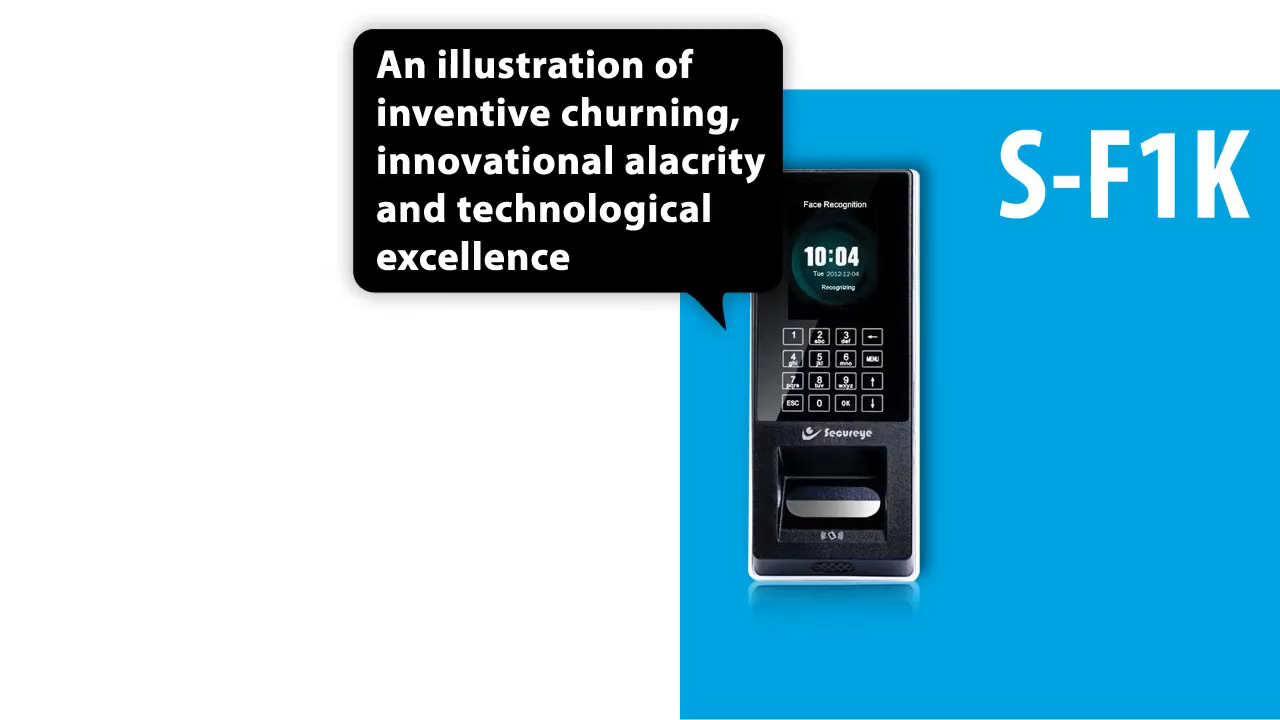 An illustration of
inventive churning,
innovational alacrity
and technological
excellence
S-F1K
Face Recognition
10:04
Tue 2012-12-04
Recognizing
1 2 abc 3 def ←
4 ghi 5 jkl 6 mno MENU
7 pqrs 8 tuv 9 wxyz ↑
ESC 0 OK ↓
Secureye